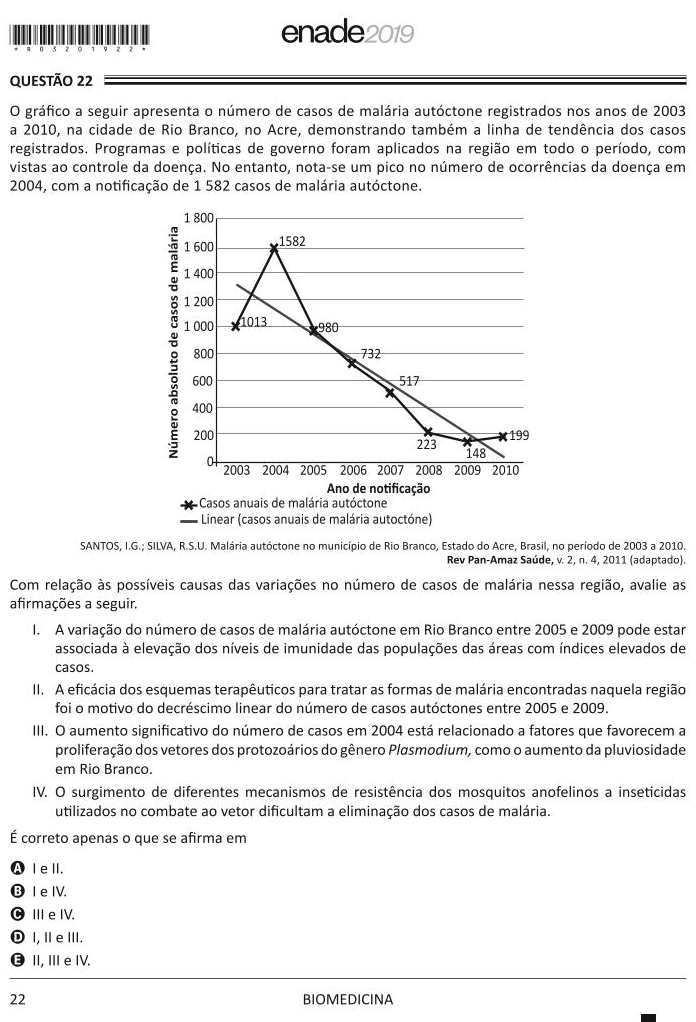 enade2019
* R 0 3 2 0 1 9 2 2 *
QUESTÃO 22
O gráfico a seguir apresenta o número de casos de malária autóctone registrados nos anos de 2003
a 2010, na cidade de Rio Branco, no Acre, demonstrando também a linha de tendência dos casos
registrados. Programas e políticas de governo foram aplicados na região em todo o período, com
vistas ao controle da doença. No entanto, nota-se um pico no número de ocorrências da doença em
2004, com a notificação de 1 582 casos de malária autóctone.
Número absoluto de casos de malária
1 800
1 600
1 400
1 200
1 000
800
600
400
200
0
1013
1582
980
732
517
223
148
199
2003 2004 2005 2006 2007 2008 2009 2010
Ano de notificação
Casos anuais de malária autóctone
Linear (casos anuais de malária autoctóne)
SANTOS, I.G.; SILVA, R.S.U. Malária autóctone no município de Rio Branco, Estado do Acre, Brasil, no período de 2003 a 2010.
Rev Pan-Amaz Saúde, v. 2, n. 4, 2011 (adaptado).
Com relação às possíveis causas das variações no número de casos de malária nessa região, avalie as
afirmações a seguir.
I. A variação do número de casos de malária autóctone em Rio Branco entre 2005 e 2009 pode estar
associada à elevação dos níveis de imunidade das populações das áreas com índices elevados de
casos.
II. A eficácia dos esquemas terapêuticos para tratar as formas de malária encontradas naquela região
foi o motivo do decréscimo linear do número de casos autóctones entre 2005 e 2009.
III. O aumento significativo do número de casos em 2004 está relacionado a fatores que favorecem a
proliferação dos vetores dos protozoários do gênero Plasmodium, como o aumento da pluviosidade
em Rio Branco.
IV. O surgimento de diferentes mecanismos de resistência dos mosquitos anofelinos a inseticidas
utilizados no combate ao vetor dificultam a eliminação dos casos de malária.
É correto apenas o que se afirma em
A I e II.
B I e IV.
C III e IV.
D I, II e III.
E II, III e IV.
22
BIOMEDICINA